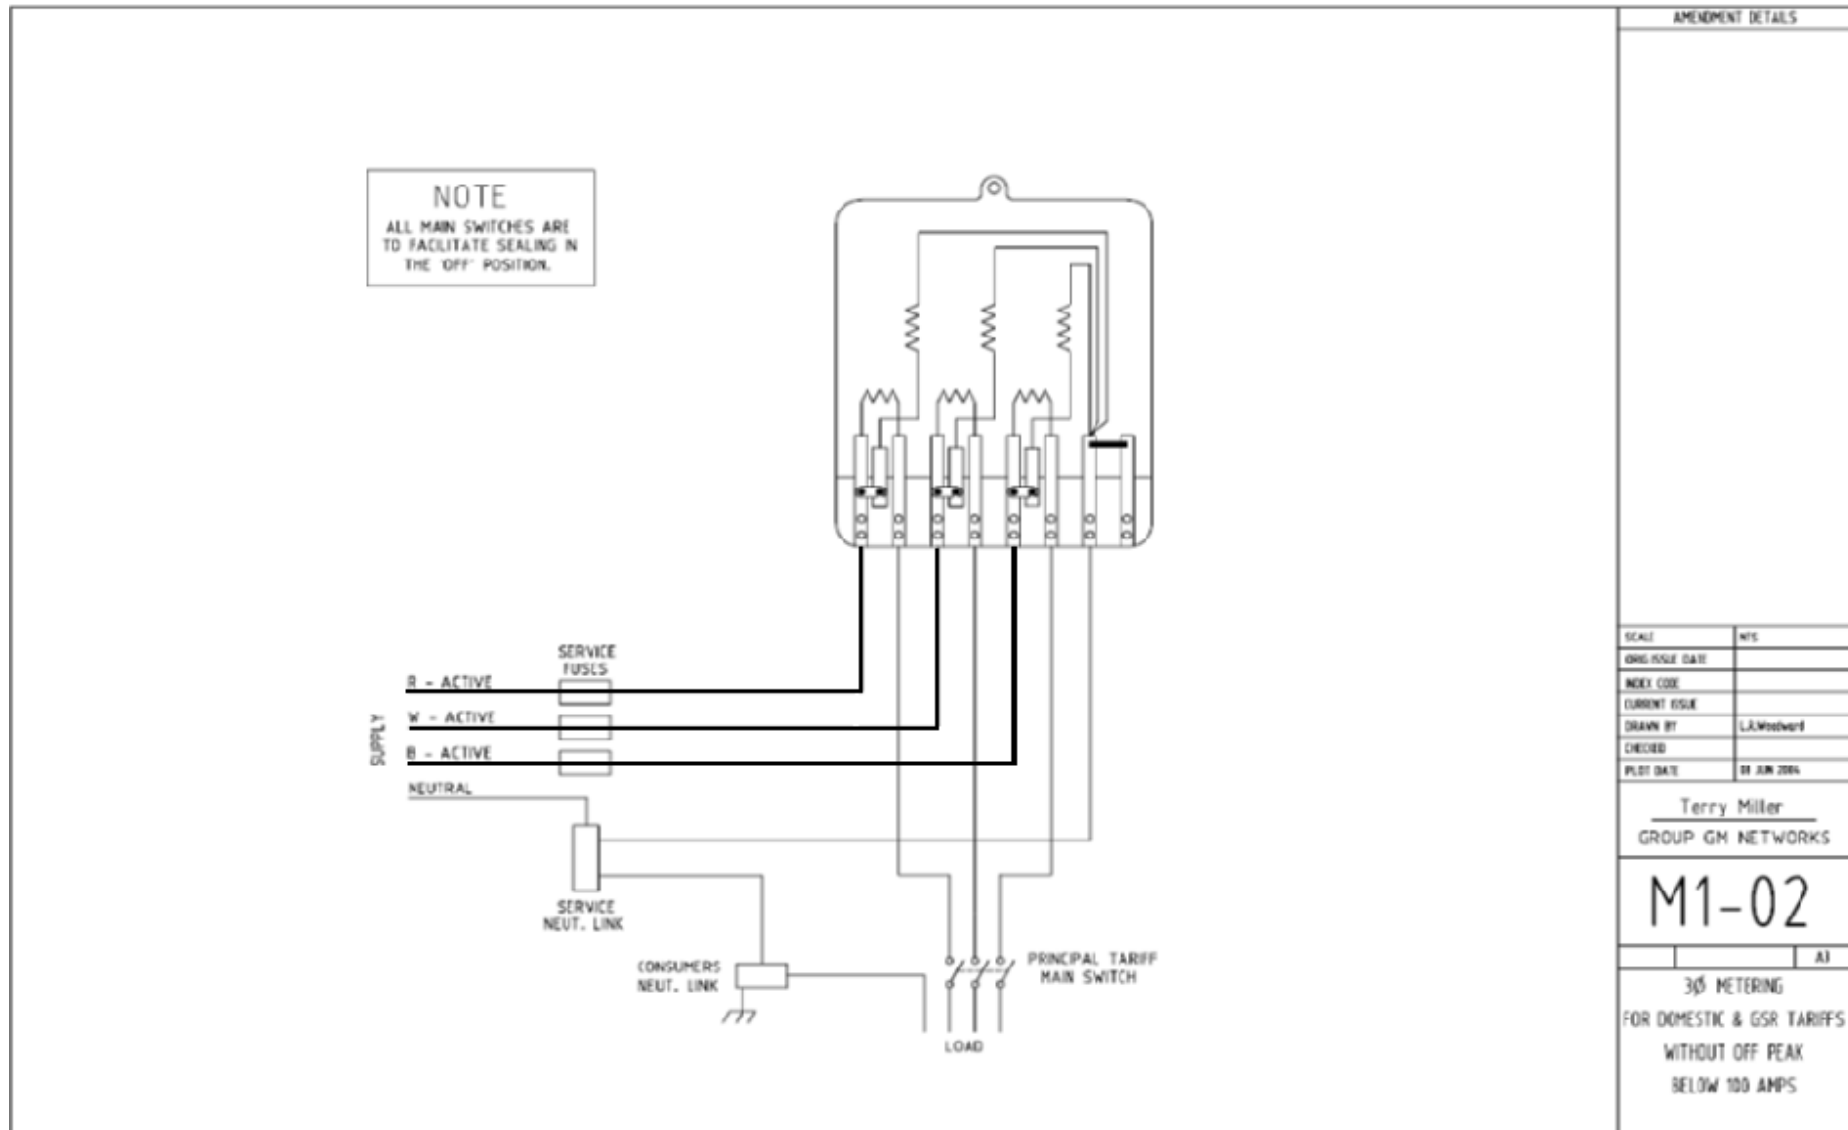 AMENDMENT DETAILS
NOTE
ALL MAIN SWITCHES ARE
TO FACILITATE SEALING IN
THE 'OFF' POSITION.
SERVICE
FUSES
R - ACTIVE
W - ACTIVE
B - ACTIVE
SUPPLY
NEUTRAL
SERVICE
NEUT. LINK
CONSUMERS
NEUT. LINK
PRINCIPAL TARIFF
MAIN SWITCH
LOAD
SCALE NTS
ORIG.ISSUE DATE
INDEX CODE
CURRENT ISSUE
DRAWN BY L.R.Woodward
CHECKED
PLOT DATE JUN 2004
Terry Miller
GROUP GM NETWORKS
M1-02
A3
3Ø METERING
FOR DOMESTIC & GSR TARIFFS
WITHOUT OFF PEAK
BELOW 100 AMPS